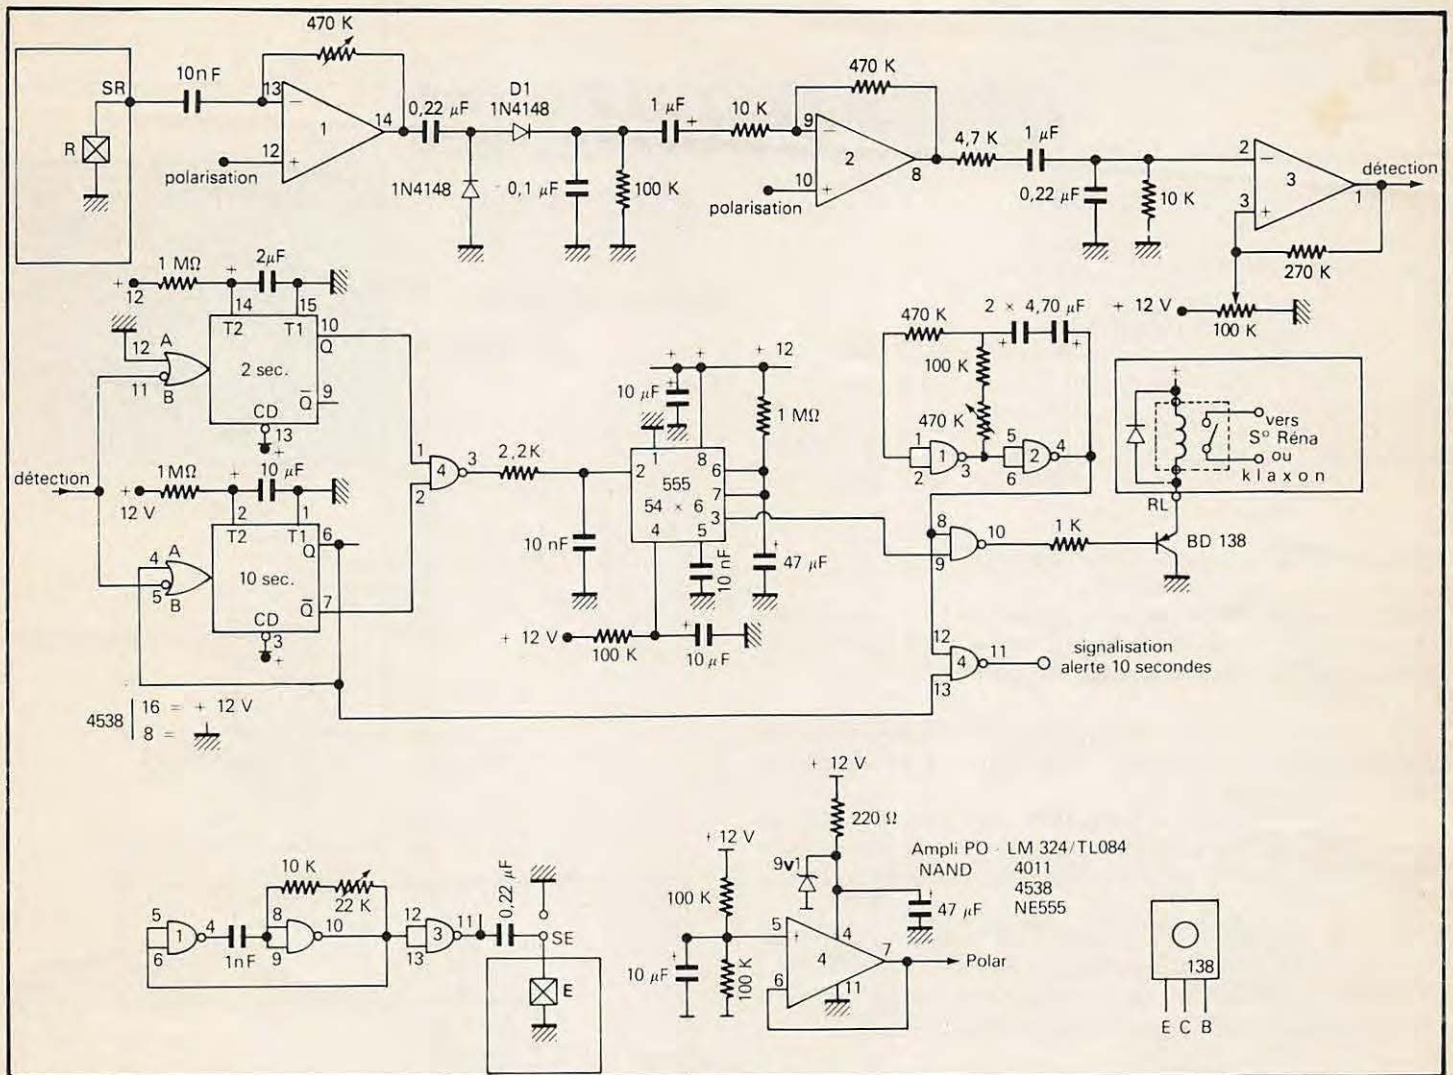 470 K
10nF
SR
13
14
1
12
R
polarisation
0,22 µF
D1
1N4148
1N4148
0,1 µF
100 K
1 µF
+
10 K
470 K
9
2
8
10
polarisation
4,7 K
1 µF
0,22 µF
10 K
2
3
3
1
détection
270 K
+ 12 V
100 K
+
12
1 MΩ
+
2µF
14
15
T2
T1
10
Q
12
A
11
B
2 sec.
9
Q
CD
13
+
détection
+
12 V
1MΩ
+
10 µF
2
1
T2
T1
6
Q
4
A
5
B
10 sec.
Q
7
CD
3
+
4538
16 = + 12 V
8 =
1
2
4
3
2,2K
10 nF
+
+
+ 12
10 µF
1 MΩ
1
8
2
6
555
7
54 × 6
3
4
5
10 nF
47 µF
+ 12 V
100 K
10 µF
470 K
2 × 4,70 µF
+
+
100 K
470 K
1
1
2
3
5
2
6
4
8
9
10
1 K
BD 138
RL
+
vers
S° Réna
ou
klaxon
12
4
11
13
signalisation
alerte 10 secondes
5
1
6
4
1nF
10 K
22 K
8
9
10
12
3
13
11
0,22 µF
SE
E
+ 12 V
220 Ω
9v1
+ 12 V
100 K
47 µF
5
+
4
4
7
6
11
10 µF
100 K
Polar
Ampli PO - LM 324/TL084
NAND 4011
4538
NE555
138
E C B